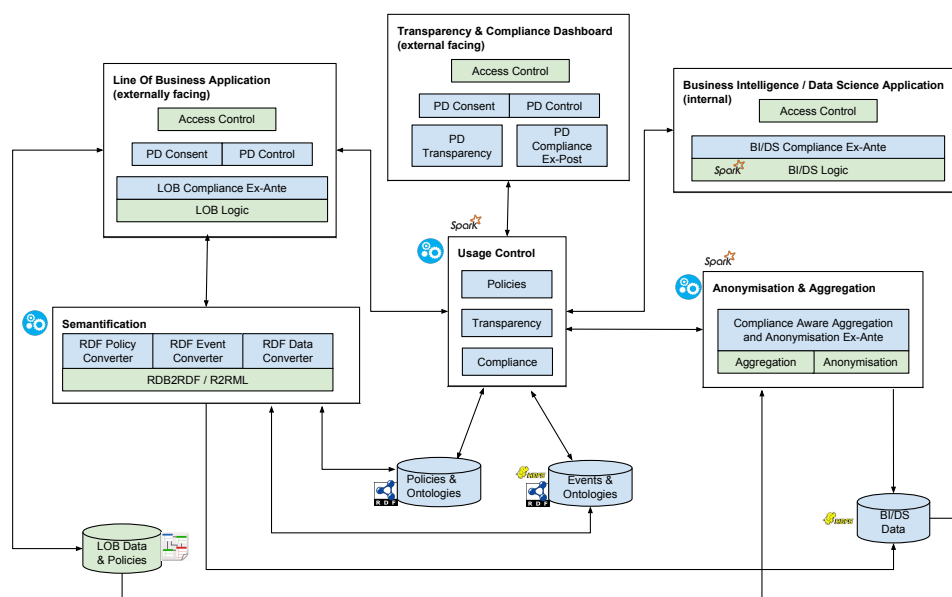 Transparency & Compliance Dashboard
(external facing)
Access Control
PD Consent
PD Control
PD
Transparency
PD
Compliance
Ex-Post
Line Of Business Application
(externally facing)
Access Control
PD Consent
PD Control
LOB Compliance Ex-Ante
LOB Logic
Business Intelligence / Data Science Application
(internal)
Access Control
BI/DS Compliance Ex-Ante
Spark
BI/DS Logic
Spark
Usage Control
Policies
Transparency
Compliance
Spark
Anonymisation & Aggregation
Compliance Aware Aggregation
and Anonymisation Ex-Ante
Aggregation
Anonymisation
Semantification
RDF Policy
Converter
RDF Event
Converter
RDF Data
Converter
RDB2RDF / R2RML
RDF
Policies &
Ontologies
HDFS
RDF
Events &
Ontologies
HDFS
BI/DS
Data
LOB Data
& Policies